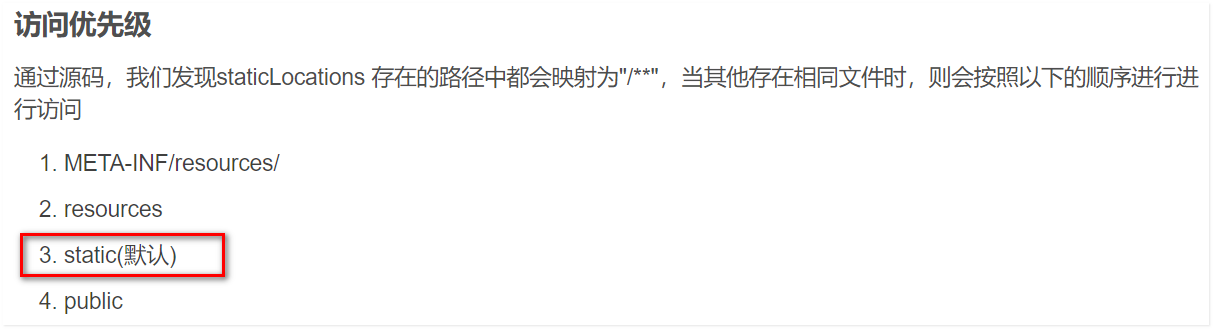 访问优先级
通过源码，我们发现staticLocations 存在的路径中都会映射为"/**"，当其他存在相同文件时，则会按照以下的顺序进行进
行访问
1. META-INF/resources/
2. resources
3. static(默认)
4. public